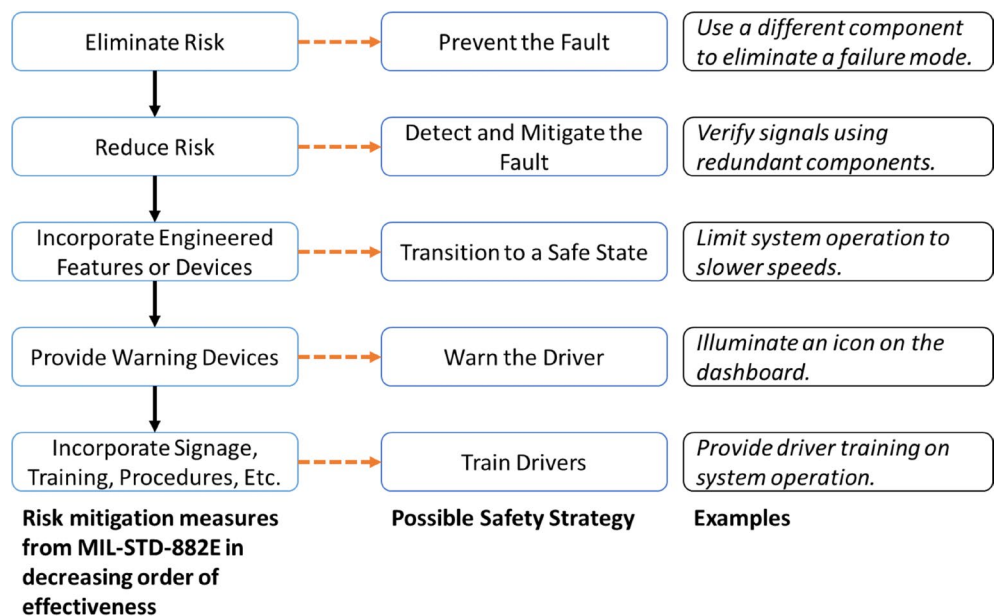 Eliminate Risk
Prevent the Fault
Use a different component
to eliminate a failure mode.
Reduce Risk
Detect and Mitigate the
Fault
Verify signals using
redundant components.
Incorporate Engineered
Features or Devices
Transition to a Safe State
Limit system operation to
slower speeds.
Provide Warning Devices
Warn the Driver
Illuminate an icon on the
dashboard.
Incorporate Signage,
Training, Procedures, Etc.
Train Drivers
Provide driver training on
system operation.
Risk mitigation measures
from MIL-STD-882E in
decreasing order of
effectiveness
Possible Safety Strategy
Examples